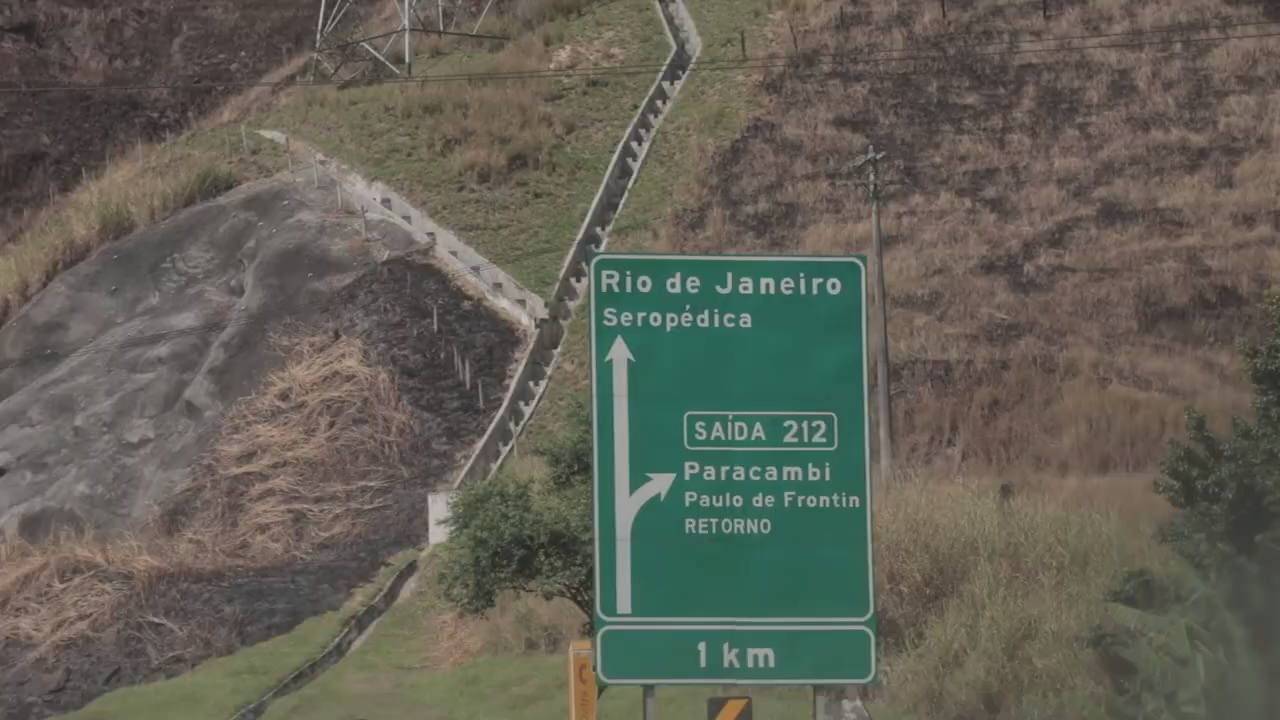 Rio de Janeiro
Seropédica
SAÍDA 212
Paracambi
Paulo de Frontin
RETORNO
1 km